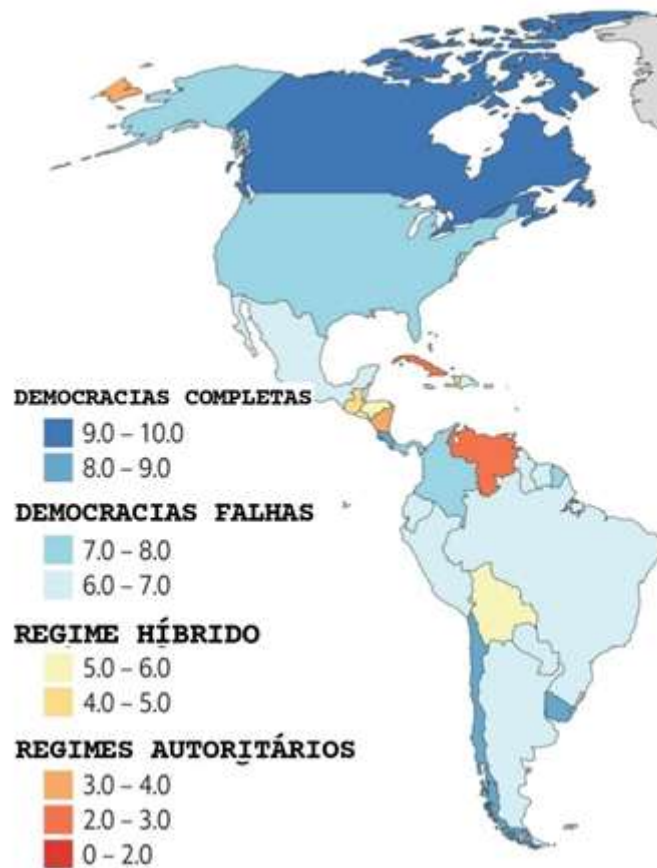 DEMOCRACIAS COMPLETAS
9.0 – 10.0
8.0 – 9.0
DEMOCRACIAS FALHAS
7.0 – 8.0
6.0 – 7.0
REGIME HÍBRIDO
5.0 – 6.0
4.0 – 5.0
REGIMES AUTORITÁRIOS
3.0 – 4.0
2.0 – 3.0
0 – 2.0